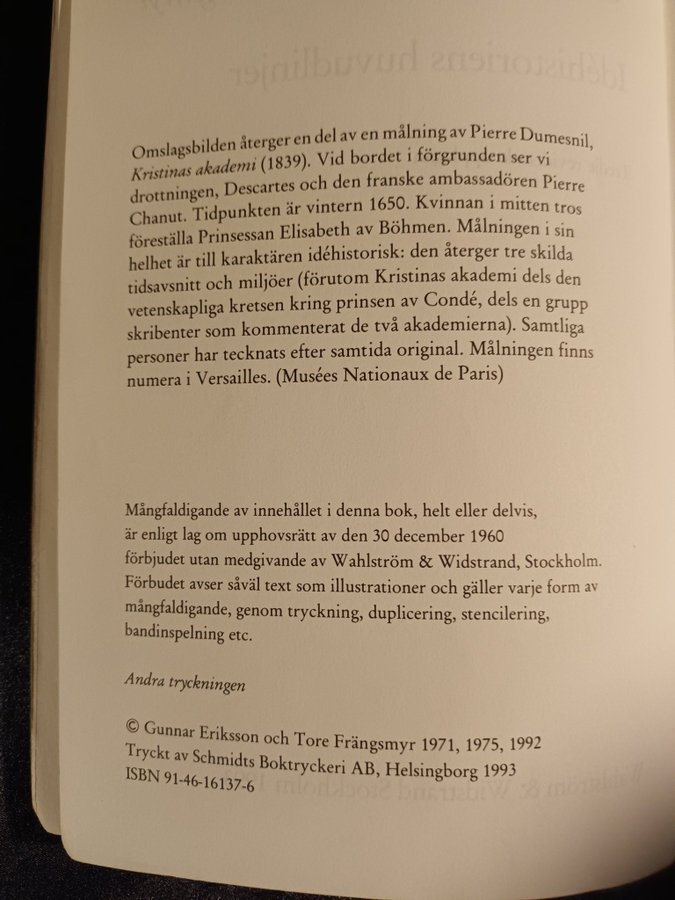 Idéhistoriens huvudlinjer
Omslagsbilden återger en del av en målning av Pierre Dumesnil,
Kristinas akademi (1839). Vid bordet i förgrunden ser vi
drottningen, Descartes och den franske ambassadören Pierre
Chanut. Tidpunkten är vintern 1650. Kvinnan i mitten tros
föreställa Prinsessan Elisabeth av Böhmen. Målningen i sin
helhet är till karaktären idéhistorisk: den återger tre skilda
tidsavsnitt och miljöer (förutom Kristinas akademi dels den
vetenskapliga kretsen kring prinsen av Condé, dels en grupp
skribenter som kommenterat de två akademierna). Samtliga
personer har tecknats efter samtida original. Målningen finns
numera i Versailles. (Musées Nationaux de Paris)
Mångfaldigande av innehållet i denna bok, helt eller delvis,
är enligt lag om upphovsrätt av den 30 december 1960
förbjudet utan medgivande av Wahlström & Widstrand, Stockholm.
Förbudet avser såväl text som illustrationer och gäller varje form av
mångfaldigande, genom tryckning, duplicering, stencilering,
bandinspelning etc.
Andra tryckningen
© Gunnar Eriksson och Tore Frängsmyr 1971, 1975, 1992
Tryckt av Schmidts Boktryckeri AB, Helsingborg 1993
ISBN 91-46-16137-6
Wahlström & Widstrand Stockholm